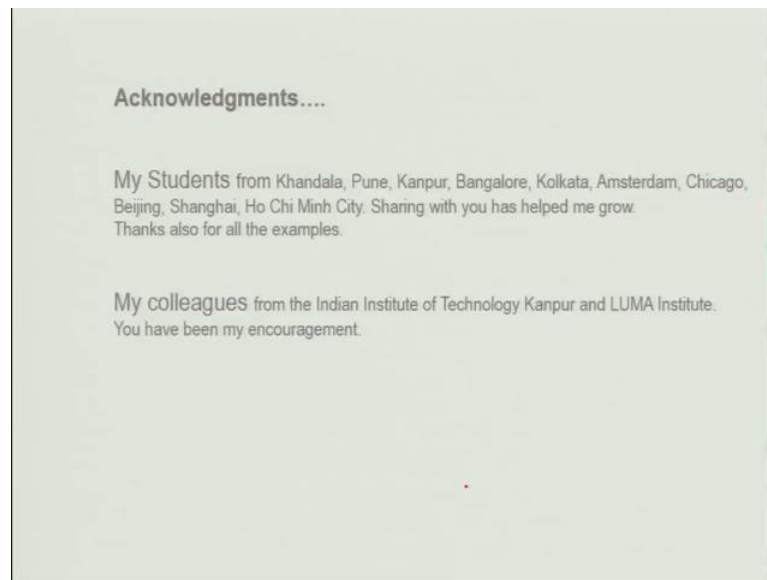 Acknowledgments....
My Students from Khandala, Pune, Kanpur, Bangalore, Kolkata, Amsterdam, Chicago,
Beijing, Shanghai, Ho Chi Minh City. Sharing with you has helped me grow.
Thanks also for all the examples.
My colleagues from the Indian Institute of Technology Kanpur and LUMA Institute.
You have been my encouragement.